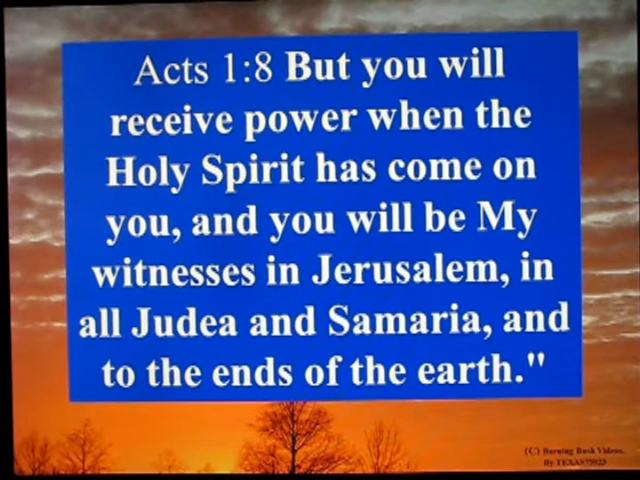 Acts 1:8 But you will
receive power when the
Holy Spirit has come on
you, and you will be My
witnesses in Jerusalem, in
all Judea and Samaria, and
to the ends of the earth."
(C) Burning Bush Videos.
By TEXAS75023